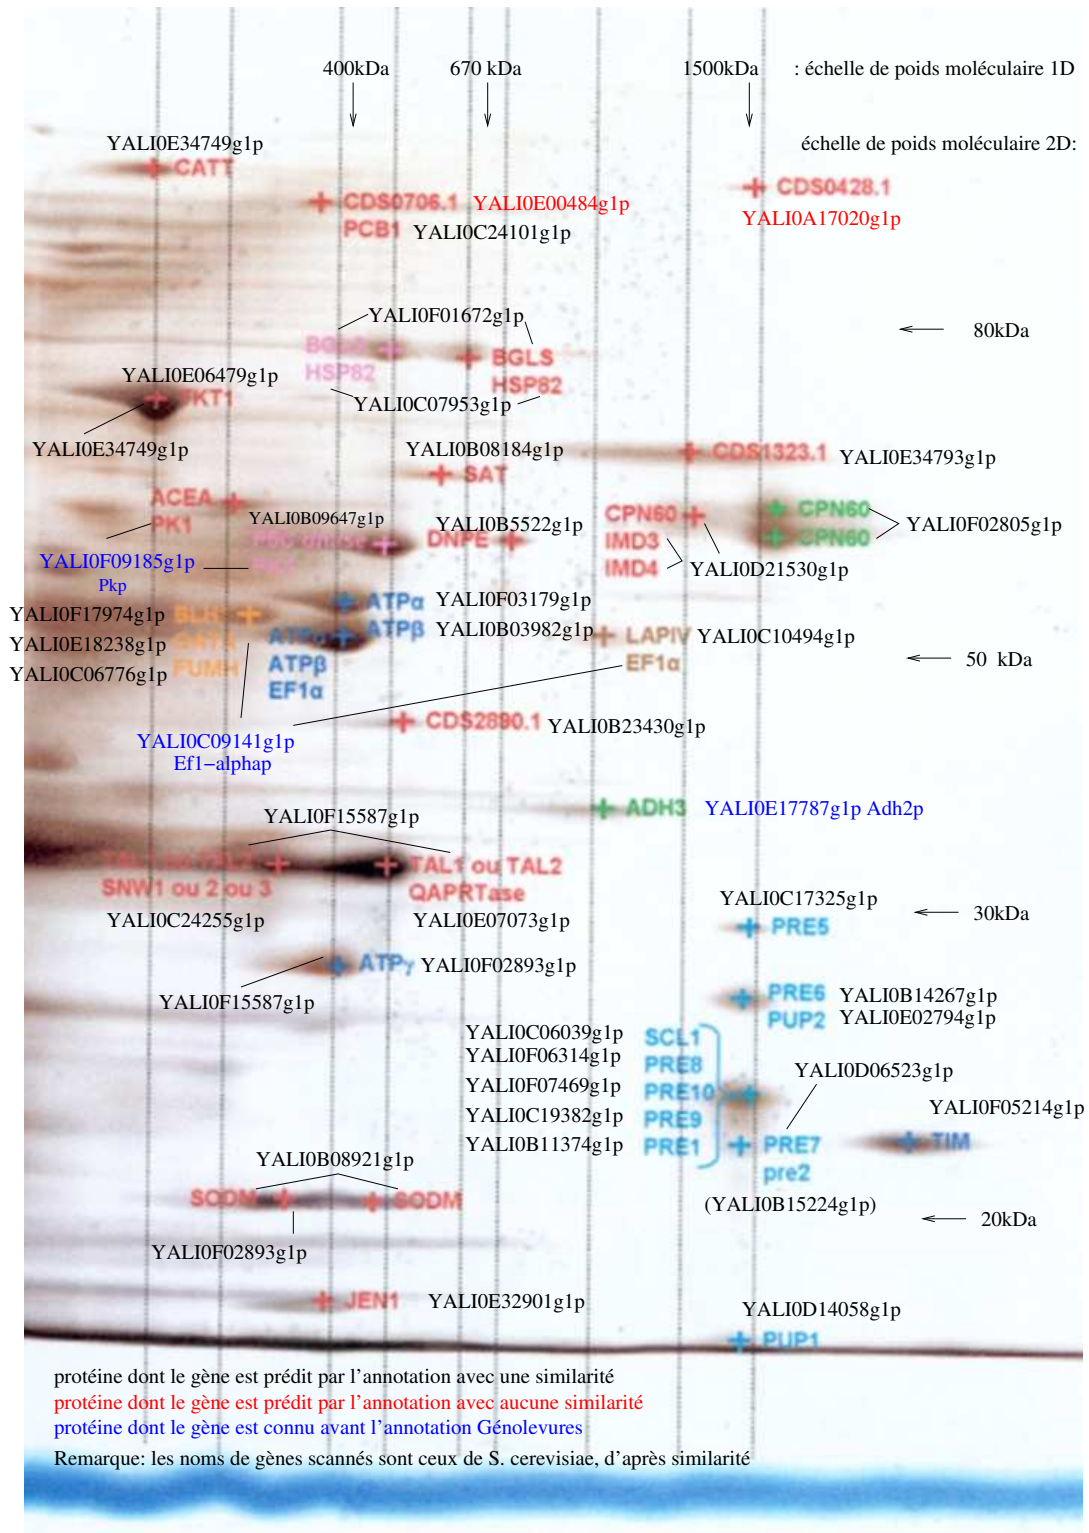 400kDa 670 kDa 1500kDa : échelle de poids moléculaire 1D
échelle de poids moléculaire 2D:
YALI0E34749g1p
CATT
CDS0706.1 YALI0E00484g1p
PCB1 YALI0C24101g1p
CDS0428.1
YALI0A17020g1p
YALI0F01672g1p
80kDa
BGLS
HSP82
BGLS
HSP82
YALI0C07953g1p
YALI0E06479g1p
TKT1
YALI0E34749g1p
YALI0B08184g1p
SAT
CDS1323.1 YALI0E34793g1p
ACEA
PK1
YALI0B09647g1p
YALI0B5522g1p
DNPE
CPN60
IMD3
IMD4
YALI0D21530g1p
CPN60
CPN60
YALI0F02805g1p
YALI0F09185g1p
Pkp
ATPα YALI0F03179g1p
ATPβ YALI0B03982g1p
YALI0F17974g1p
YALI0E18238g1p
YALI0C06776g1p FUMH
ATPα
ATPβ
EF1α
LAPIV YALI0C10494g1p
EF1α
50 kDa
CDS2890.1 YALI0B23430g1p
YALI0C09141g1p
Ef1−alphap
ADH3 YALI0E17787g1p Adh2p
YALI0F15587g1p
TAL1 ou TAL2
SNW1 ou 2 ou 3
TAL1 ou TAL2
QAPRTase
YALI0C24255g1p
YALI0E07073g1p
YALI0C17325g1p
30kDa
PRE5
ATPγ YALI0F02893g1p
YALI0F15587g1p
PRE6 YALI0B14267g1p
PUP2 YALI0E02794g1p
YALI0C06039g1p SCL1
YALI0F06314g1p PRE8
YALI0F07469g1p PRE10
YALI0C19382g1p PRE9
YALI0B11374g1p PRE1
YALI0D06523g1p
PRE7
pre2
(YALI0B15224g1p)
YALI0F05214g1p
TIM
YALI0B08921g1p
SODM SODM
YALI0F02893g1p
20kDa
JEN1 YALI0E32901g1p
YALI0D14058g1p
PUP1
protéine dont le gène est prédit par l'annotation avec une similarité
protéine dont le gène est prédit par l'annotation avec aucune similarité
protéine dont le gène est connu avant l'annotation Génolevures
Remarque: les noms de gènes scannés sont ceux de S. cerevisiae, d'après similarité